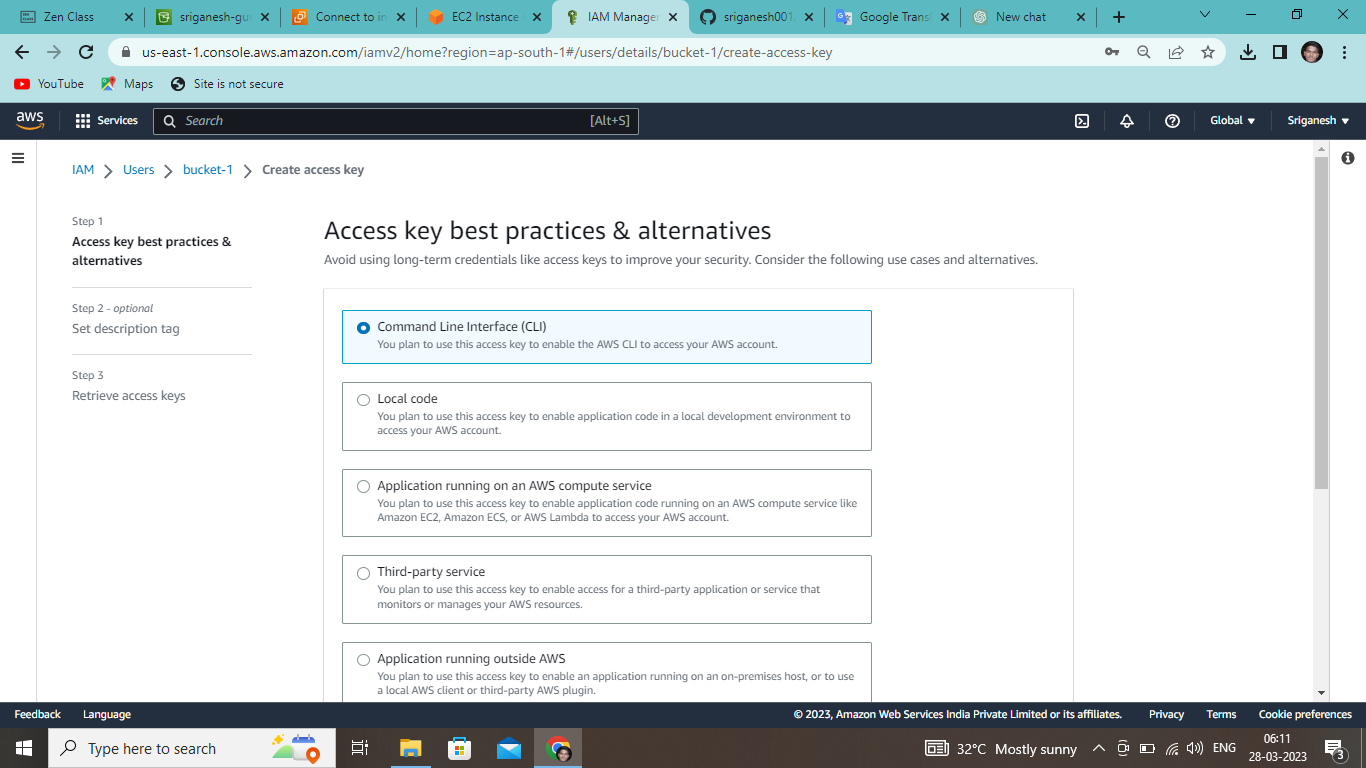 Zen Class
sriganesh-gu
Connect to in
EC2 Instance
IAM Manager
sriganesh001
Google Trans
New chat
us-east-1.console.aws.amazon.com/iamv2/home?region=ap-south-1#/users/details/bucket-1/create-access-key
YouTube
Maps
Site is not secure
aws
Services
Search
[Alt+S]
Global
Sriganesh
IAM
Users
bucket-1
Create access key
Step 1
Access key best practices &
alternatives
Step 2 - optional
Set description tag
Step 3
Retrieve access keys
Access key best practices & alternatives
Avoid using long-term credentials like access keys to improve your security. Consider the following use cases and alternatives.
Command Line Interface (CLI)
You plan to use this access key to enable the AWS CLI to access your AWS account.
Local code
You plan to use this access key to enable application code in a local development environment to
access your AWS account.
Application running on an AWS compute service
You plan to use this access key to enable application code running on an AWS compute service like
Amazon EC2, Amazon ECS, or AWS Lambda to access your AWS account.
Third-party service
You plan to use this access key to enable access for a third-party application or service that
monitors or manages your AWS resources.
Application running outside AWS
You plan to use this access key to enable an application running on an on-premises host, or to use
a local AWS client or third-party AWS plugin.
Feedback
Language
© 2023, Amazon Web Services India Private Limited or its affiliates.
Privacy
Terms
Cookie preferences
Type here to search
32°C Mostly sunny
ENG
06:11
28-03-2023
3